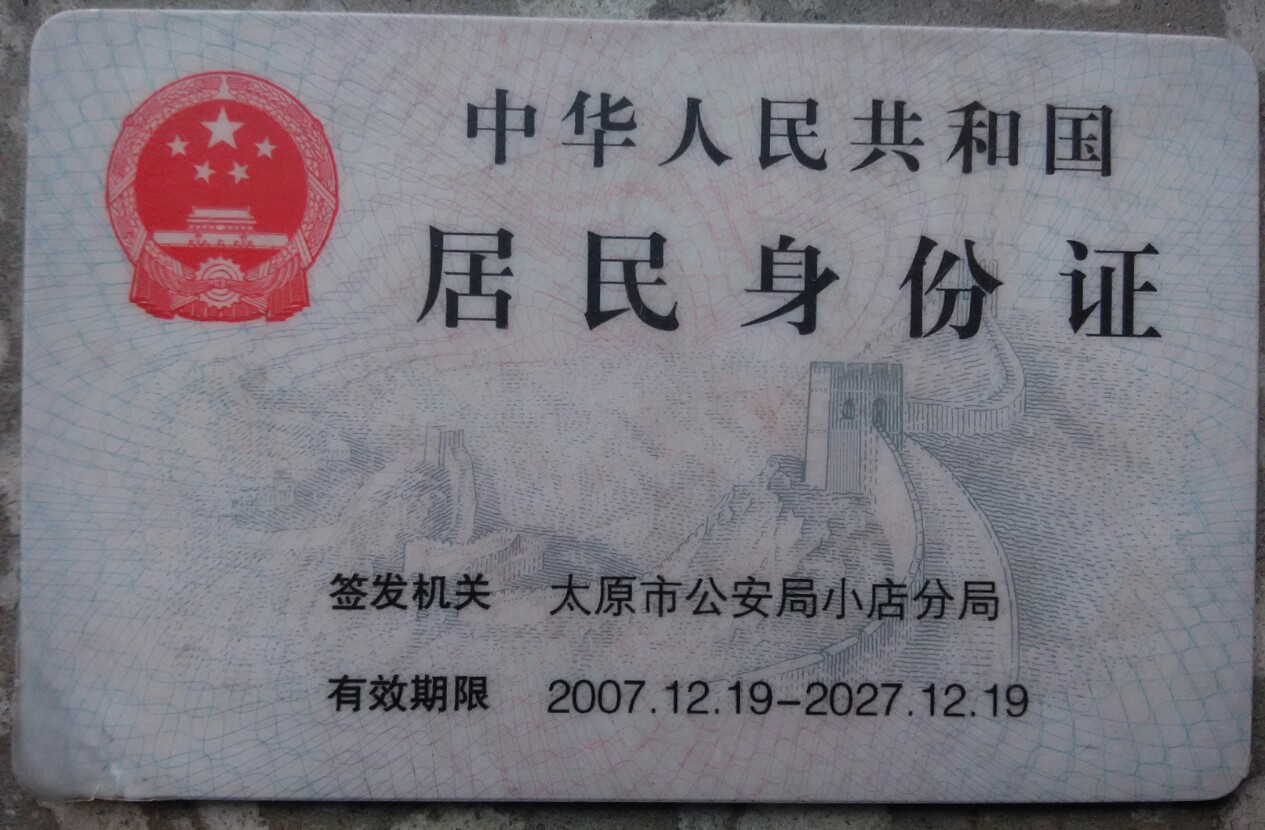 中华人民共和国
居民身份证
签发机关 太原市公安局小店分局
有效期限 2007.12.19-2027.12.19